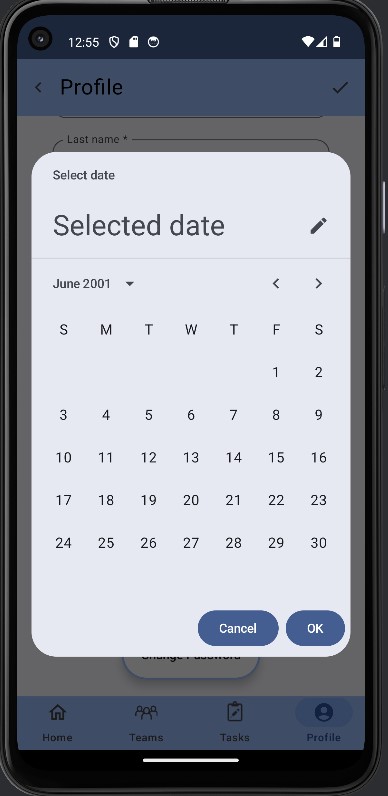 12:55
Profile
Last name *
Select date
Selected date
June 2001
S M T W T F S
1 2
3 4 5 6 7 8 9
10 11 12 13 14 15 16
17 18 19 20 21 22 23
24 25 26 27 28 29 30
Cancel OK
Change Password
Home Teams Tasks Profile